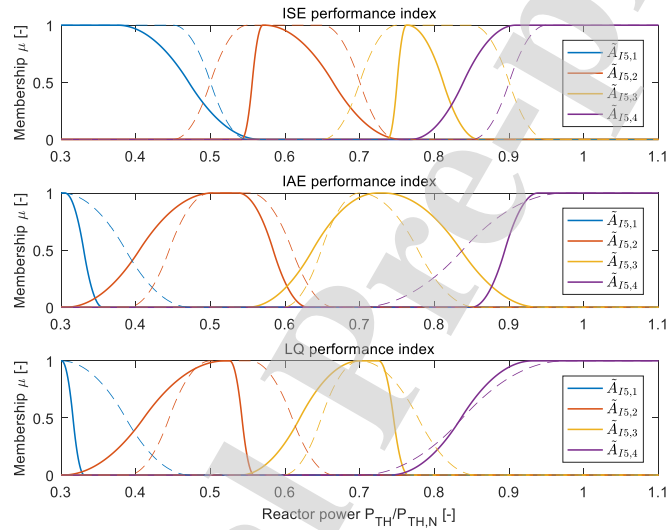 ISE performance index
Membership μ [-]
1
0.5
0
0.3 0.4 0.5 0.6 0.7 0.8 0.9 1 1.1
Ã_{I5,1}
Ã_{I5,2}
Ã_{I5,3}
Ã_{I5,4}
IAE performance index
Membership μ [-]
1
0.5
0
0.3 0.4 0.5 0.6 0.7 0.8 0.9 1 1.1
Ã_{I5,1}
Ã_{I5,2}
Ã_{I5,3}
Ã_{I5,4}
LQ performance index
Membership μ [-]
1
0.5
0
0.3 0.4 0.5 0.6 0.7 0.8 0.9 1 1.1
Ã_{I5,1}
Ã_{I5,2}
Ã_{I5,3}
Ã_{I5,4}
Reactor power P_{TH}/P_{TH,N} [-]
l Pre-p